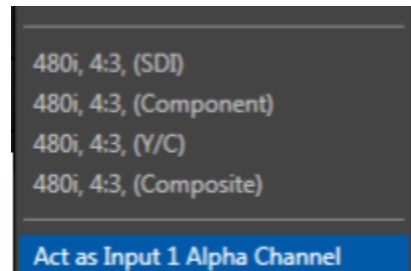 480i, 4:3, (SDI)
480i, 4:3, (Component)
480i, 4:3, (Y/C)
480i, 4:3, (Composite)
Act as Input 1 Alpha Channel